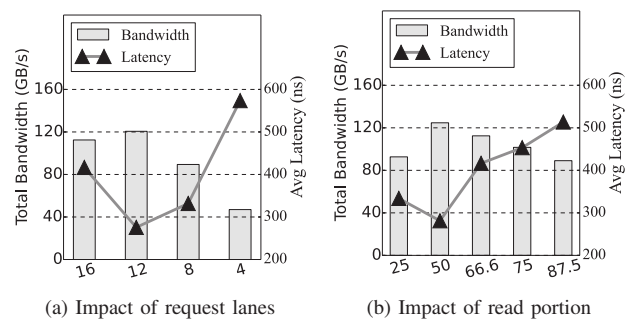 Bandwidth
Latency
Total Bandwidth (GB/s)
160
120
80
40
0
Avg Latency (ns)
600
500
400
300
200
16 12 8 4
(a) Impact of request lanes
Bandwidth
Latency
Total Bandwidth (GB/s)
160
120
80
40
0
Avg Latency (ns)
600
500
400
300
200
25 50 66.6 75 87.5
(b) Impact of read portion